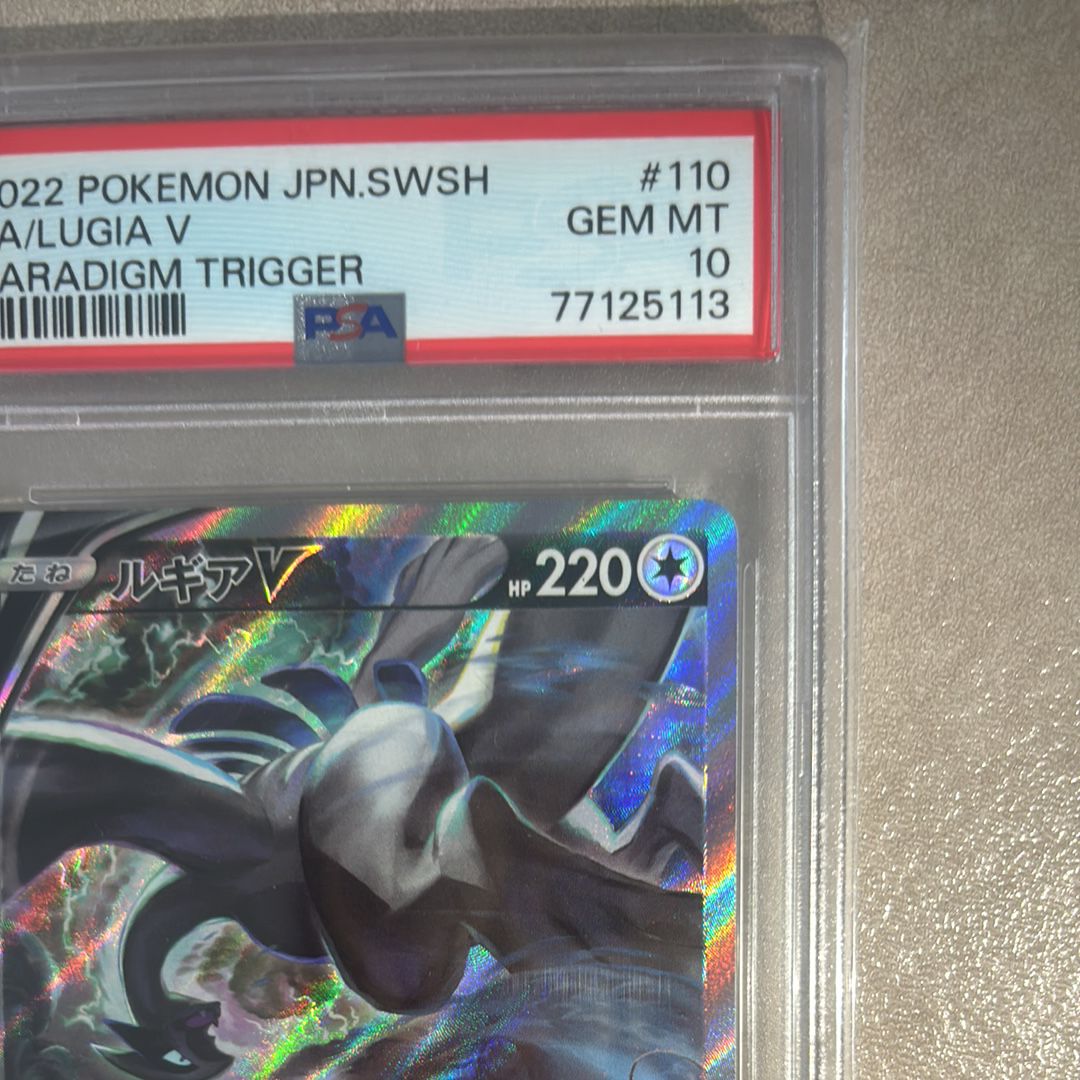 022 POKEMON JPN.SWSH #110
A/LUGIA V GEM MT
ARADIGM TRIGGER 10
77125113
PSA
たね ルギアV HP 220